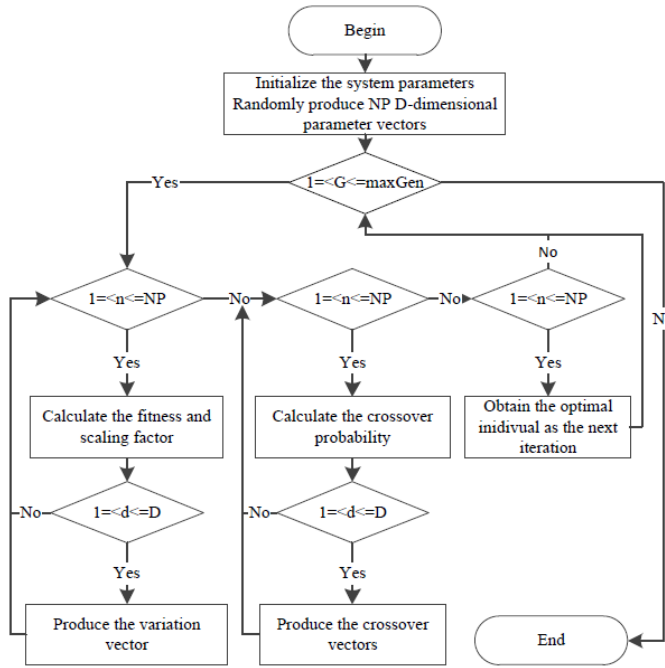 Begin
Initialize the system parameters
Randomly produce NP D-dimensional
parameter vectors
1=<G<=maxGen
Yes
No
1=<n<=NP
No
1=<n<=NP
No
1=<n<=NP
N
Yes
Yes
Yes
Calculate the fitness and
scaling factor
Calculate the crossover
probability
Obtain the optimal
inidivual as the next
iteration
No
1=<d<=D
No
1=<d<=D
Yes
Yes
Produce the variation
vector
Produce the crossover
vectors
End